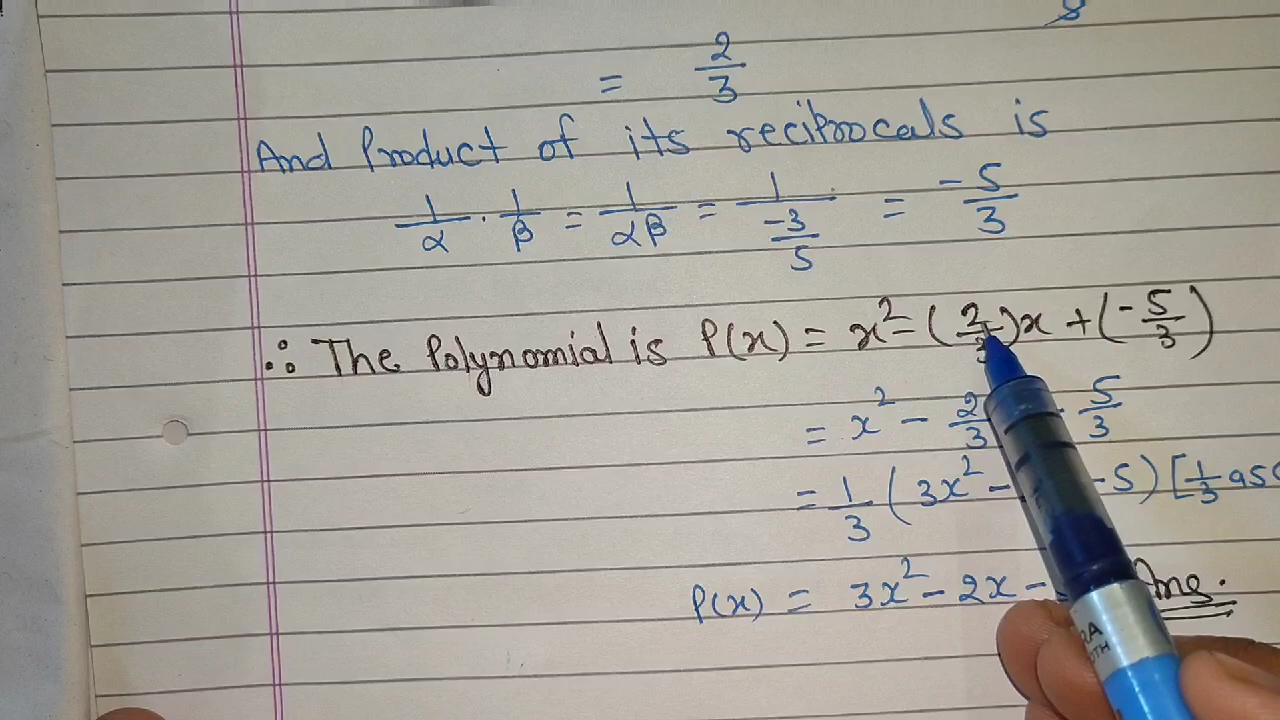 = 2/3
And Product of its reciprocals is
1/α · 1/β = 1/αβ = 1/(-3/5) = -5/3
∴ The Polynomial is P(x) = x² - (2/3)x + (-5/3)
= x² - 2/3 5/3
= 1/3 (3x² - -5) [1/3 as
P(x) = 3x² - 2x - Ans.